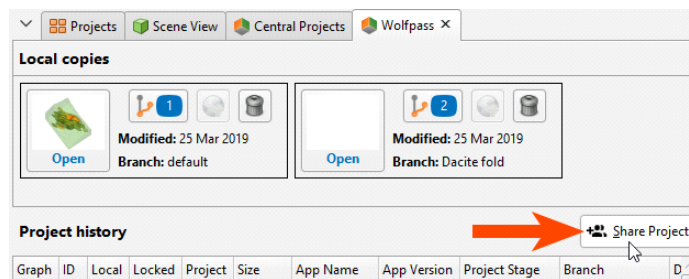 Projects Scene View Central Projects Wolfpass
Local copies
1 2
Modified: 25 Mar 2019 Modified: 25 Mar 2019
Open Branch: default Open Branch: Dacite fold
Project history Share Project
Graph ID Local Locked Project Size App Name App Version Project Stage Branch